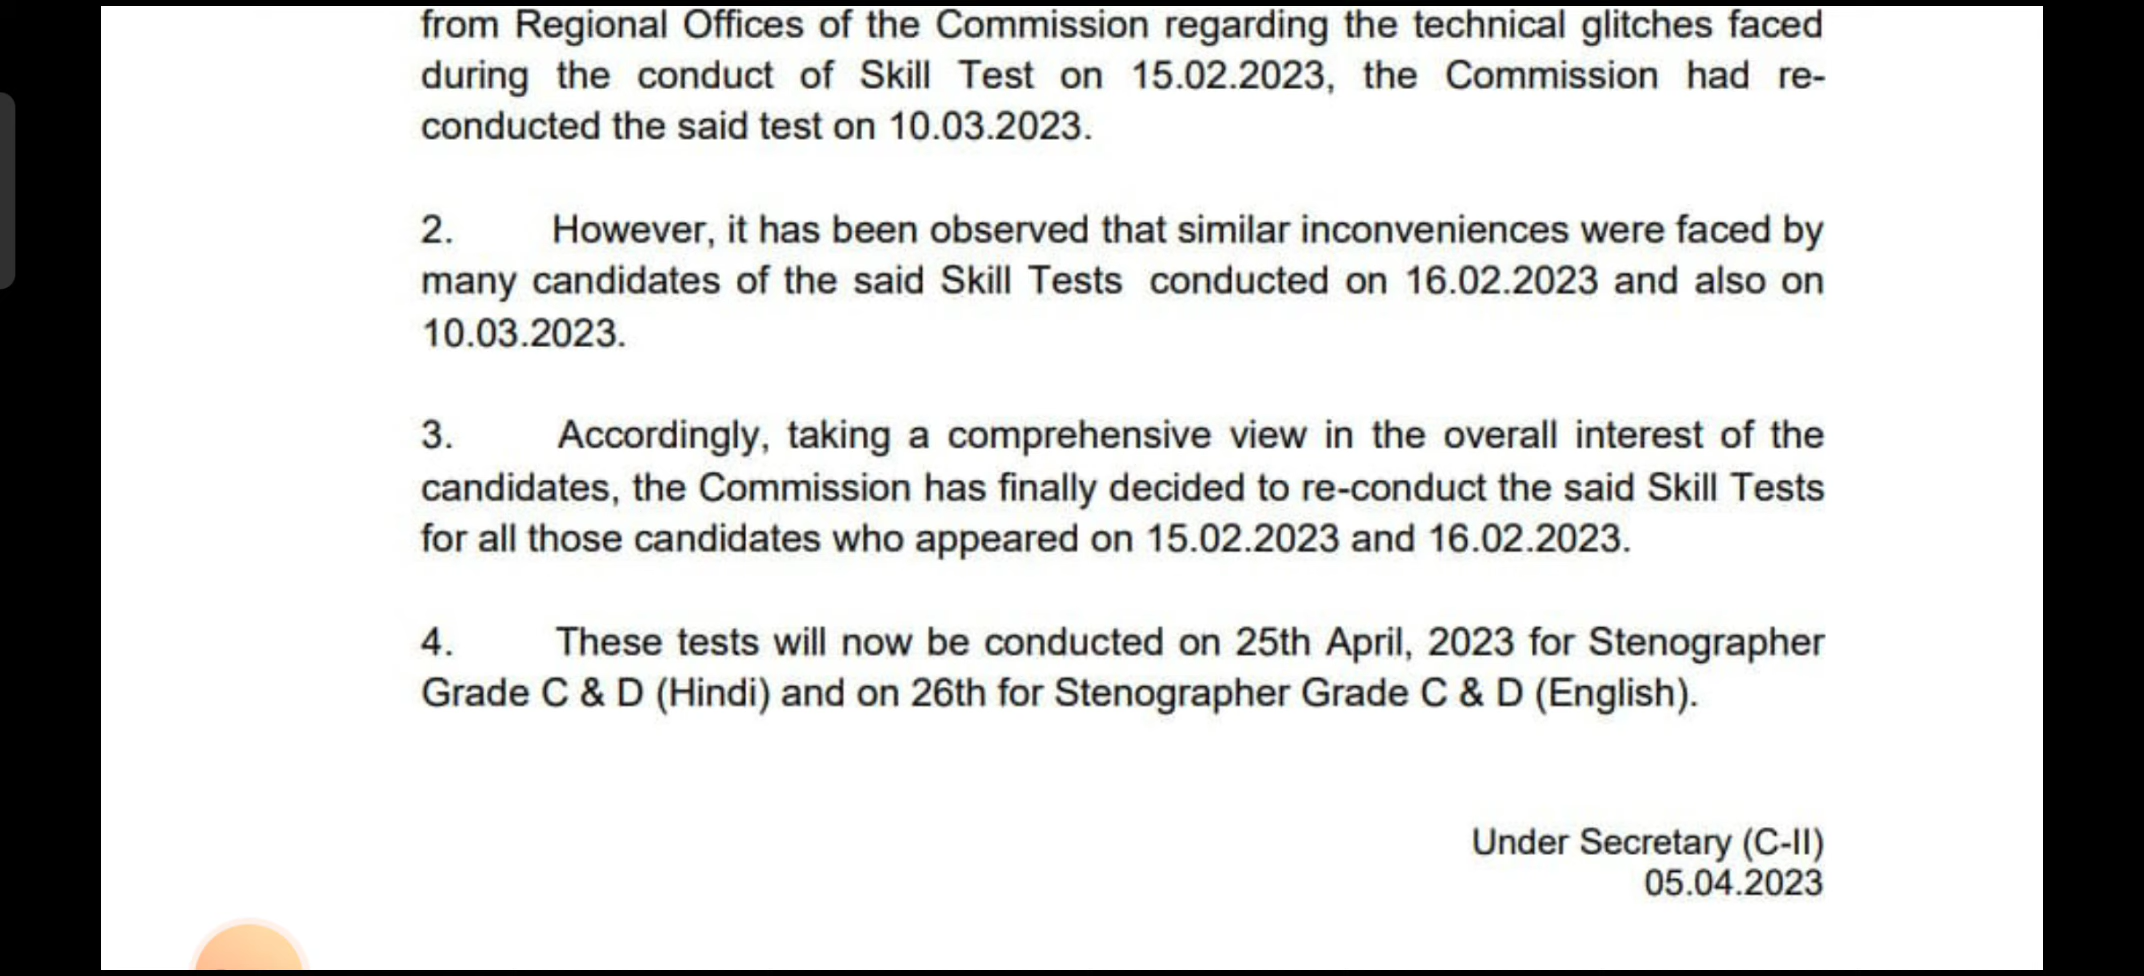 from Regional Offices of the Commission regarding the technical glitches faced
during the conduct of Skill Test on 15.02.2023, the Commission had re-
conducted the said test on 10.03.2023.
2. However, it has been observed that similar inconveniences were faced by
many candidates of the said Skill Tests conducted on 16.02.2023 and also on
10.03.2023.
3. Accordingly, taking a comprehensive view in the overall interest of the
candidates, the Commission has finally decided to re-conduct the said Skill Tests
for all those candidates who appeared on 15.02.2023 and 16.02.2023.
4. These tests will now be conducted on 25th April, 2023 for Stenographer
Grade C & D (Hindi) and on 26th for Stenographer Grade C & D (English).
Under Secretary (C-II)
05.04.2023